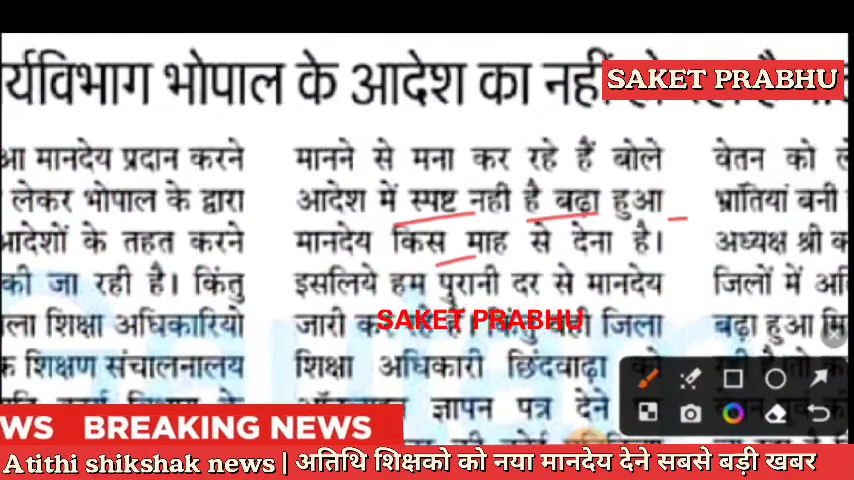 र्यविभाग भोपाल के आदेश का नहीं
SAKET PRABHU
आ मानदेय प्रदान करने
लेकर भोपाल के द्वारा
आदेशों के तहत करने
की जा रही है। किंतु
ला शिक्षा अधिकारियो
क शिक्षण संचालनालय
मानने से मना कर रहे हैं बोले
आदेश में स्पष्ट नही है बढ़ा हुआ
मानदेय किस माह से देना है।
इसलिये हम पुरानी दर से मानदेय
जारी कर रहे है। किंतु वही जिला
शिक्षा अधिकारी छिंदवाढ़ा को
ज्ञापन पत्र देने
वेतन को
भ्रांतियां बनी
अध्यक्ष श्री
जिलों में
बढ़ा हुआ
SAKET PRABHU
WS BREAKING NEWS
Atithi shikshak news | अतिथि शिक्षको को नया मानदेय देने सबसे बड़ी खबर